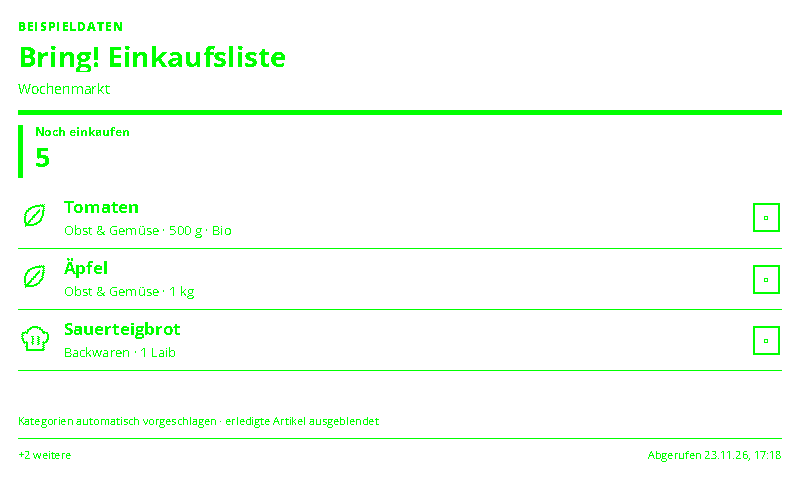 BEISPIELDATEN
Bring! Einkaufsliste
Wochenmarkt
Noch einkaufen
5
Tomaten
Obst & Gemüse · 500 g · Bio
Äpfel
Obst & Gemüse · 1 kg
Sauerteigbrot
Backwaren · 1 Laib
Kategorien automatisch vorgeschlagen · erledigte Artikel ausgeblendet
+2 weitere
Abgerufen 23.11.26, 17:18